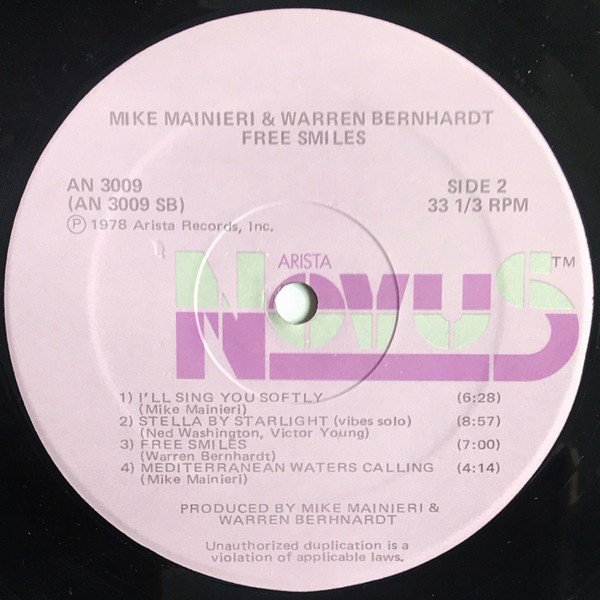 MIKE MAINIERI & WARREN BERNHARDT
FREE SMILES
AN 3009
(AN 3009 SB)
Ⓟ 1978 Arista Records, Inc.
SIDE 2
33 1/3 RPM
ARISTA
NOVUS™
1) I'LL SING YOU SOFTLY (6:28)
(Mike Mainieri)
2) STELLA BY STARLIGHT (vibes solo) (8:57)
(Ned Washington, Victor Young)
3) FREE SMILES (7:00)
(Warren Bernhardt)
4) MEDITERRANEAN WATERS CALLING (4:14)
(Mike Mainieri)
PRODUCED BY MIKE MAINIERI &
WARREN BERHNARDT
Unauthorized duplication is a
violation of applicable laws.